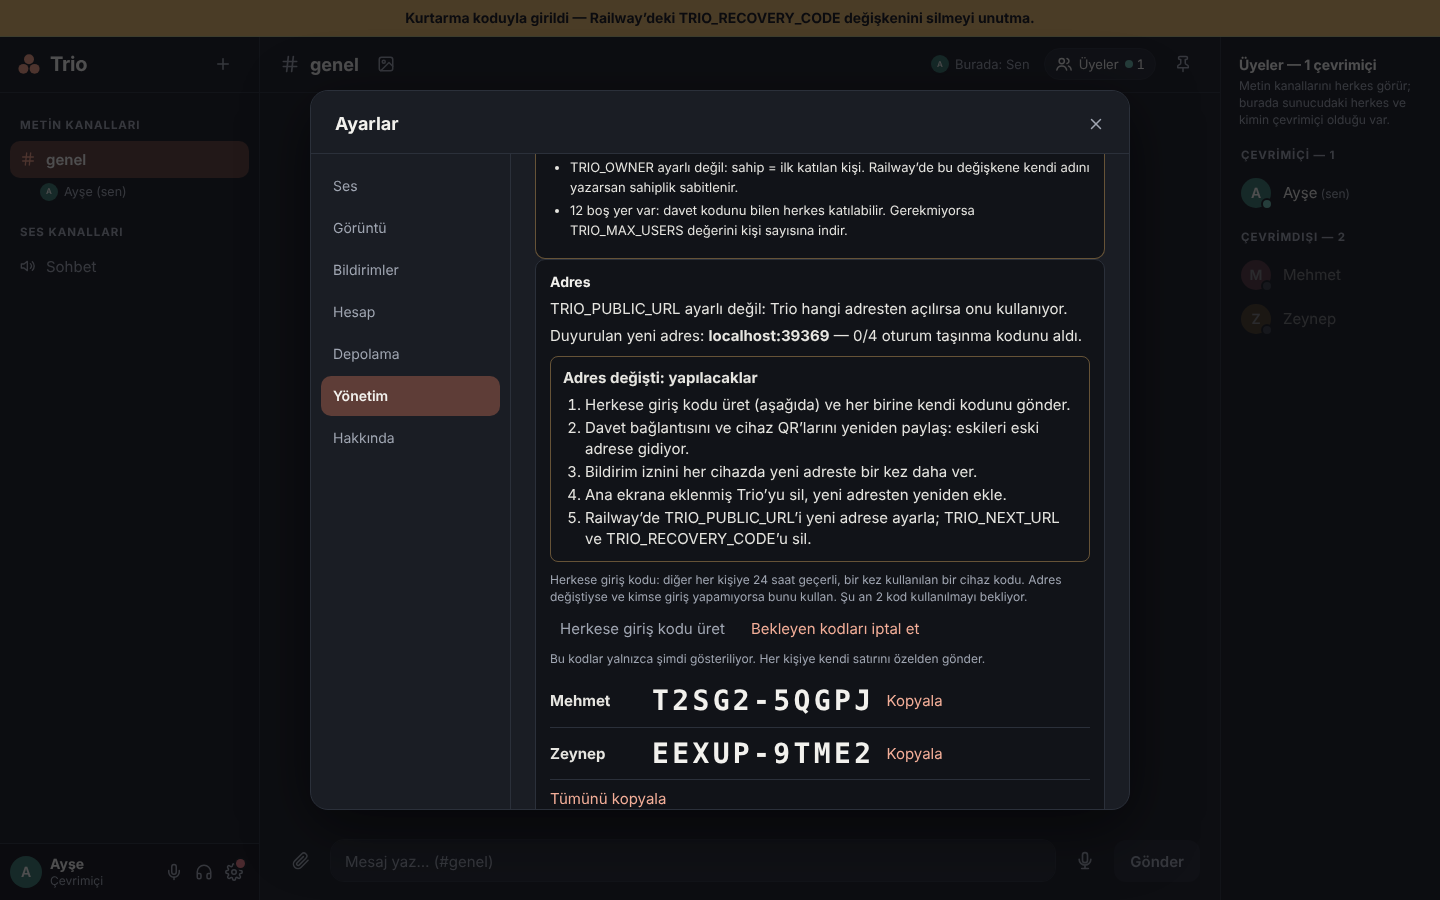 Kurtarma koduyla girildi — Railway’deki TRIO_RECOVERY_CODE değişkenini silmeyi unutma.
Trio
# genel
A Burada: Sen
Üyeler 1
METİN KANALLARI
# genel
A Ayşe (sen)
SES KANALLARI
Sohbet
Ayarlar
Ses
Görüntü
Bildirimler
Hesap
Depolama
Yönetim
Hakkında
TRIO_OWNER ayarlı değil: sahip = ilk katılan kişi. Railway’de bu değişkene kendi adını
yazarsan sahiplik sabitlenir.
12 boş yer var: davet kodunu bilen herkes katılabilir. Gerekmiyorsa
TRIO_MAX_USERS değerini kişi sayısına indir.
Adres
TRIO_PUBLIC_URL ayarlı değil: Trio hangi adresten açılırsa onu kullanıyor.
Duyurulan yeni adres: localhost:39369 — 0/4 oturum taşınma kodunu aldı.
Adres değişti: yapılacaklar
1. Herkese giriş kodu üret (aşağıda) ve her birine kendi kodunu gönder.
2. Davet bağlantısını ve cihaz QR’larını yeniden paylaş: eskileri eski
adrese gidiyor.
3. Bildirim iznini her cihazda yeni adreste bir kez daha ver.
4. Ana ekrana eklenmiş Trio’yu sil, yeni adresten yeniden ekle.
5. Railway’de TRIO_PUBLIC_URL’i yeni adrese ayarla; TRIO_NEXT_URL
ve TRIO_RECOVERY_CODE’u sil.
Herkese giriş kodu: diğer her kişiye 24 saat geçerli, bir kez kullanılan bir cihaz kodu. Adres
değiştiyse ve kimse giriş yapamıyorsa bunu kullan. Şu an 2 kod kullanılmayı bekliyor.
Herkese giriş kodu üret Bekleyen kodları iptal et
Bu kodlar yalnızca şimdi gösteriliyor. Her kişiye kendi satırını özelden gönder.
Mehmet T2SG2-5QGPJ Kopyala
Zeynep EEXUP-9TME2 Kopyala
Tümünü kopyala
Üyeler — 1 çevrimiçi
Metin kanallarını herkes görür;
burada sunucudaki herkes ve
kimin çevrimiçi olduğu var.
ÇEVRİMİÇİ — 1
A Ayşe (sen)
ÇEVRİMDIŞI — 2
M Mehmet
Z Zeynep
A Ayşe
Çevrimiçi
Mesaj yaz... (#genel)
Gönder